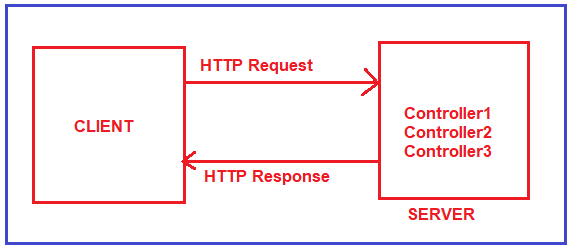 HTTP Request
CLIENT
Controller1
Controller2
Controller3
HTTP Response
SERVER